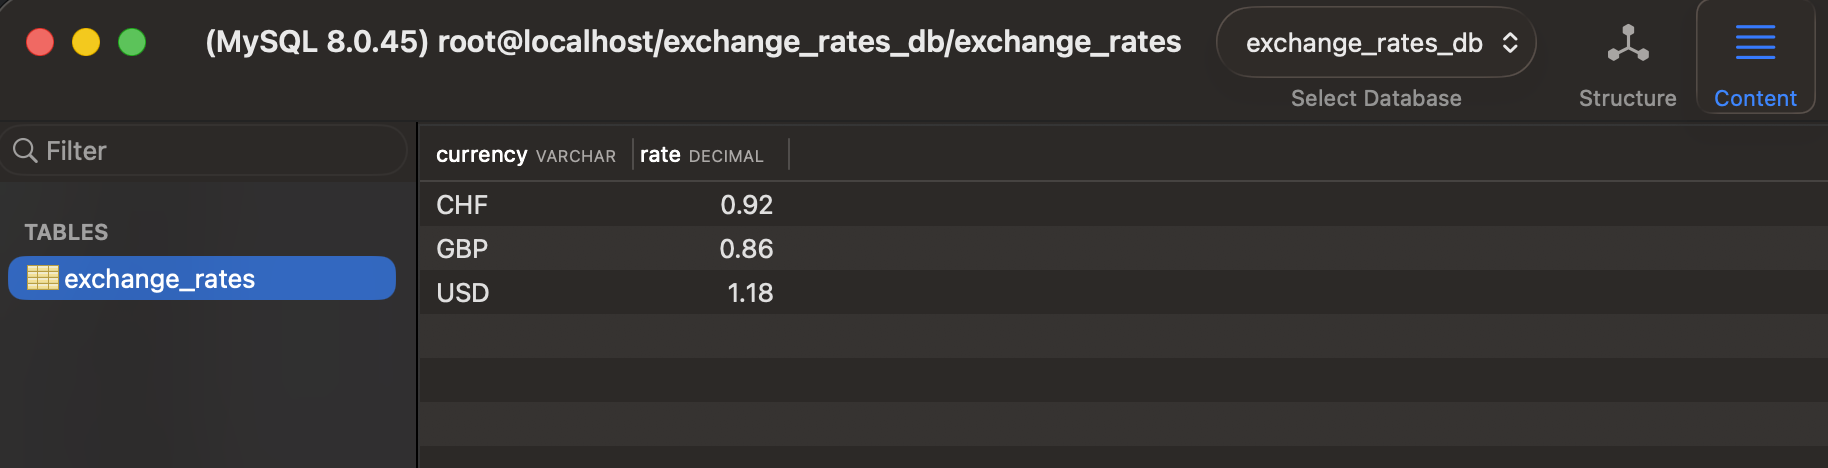 (MySQL 8.0.45) root@localhost/exchange_rates_db/exchange_rates
exchange_rates_db
Select Database
Structure
Content
Filter
TABLES
exchange_rates
currency VARCHAR rate DECIMAL
CHF 0.92
GBP 0.86
USD 1.18